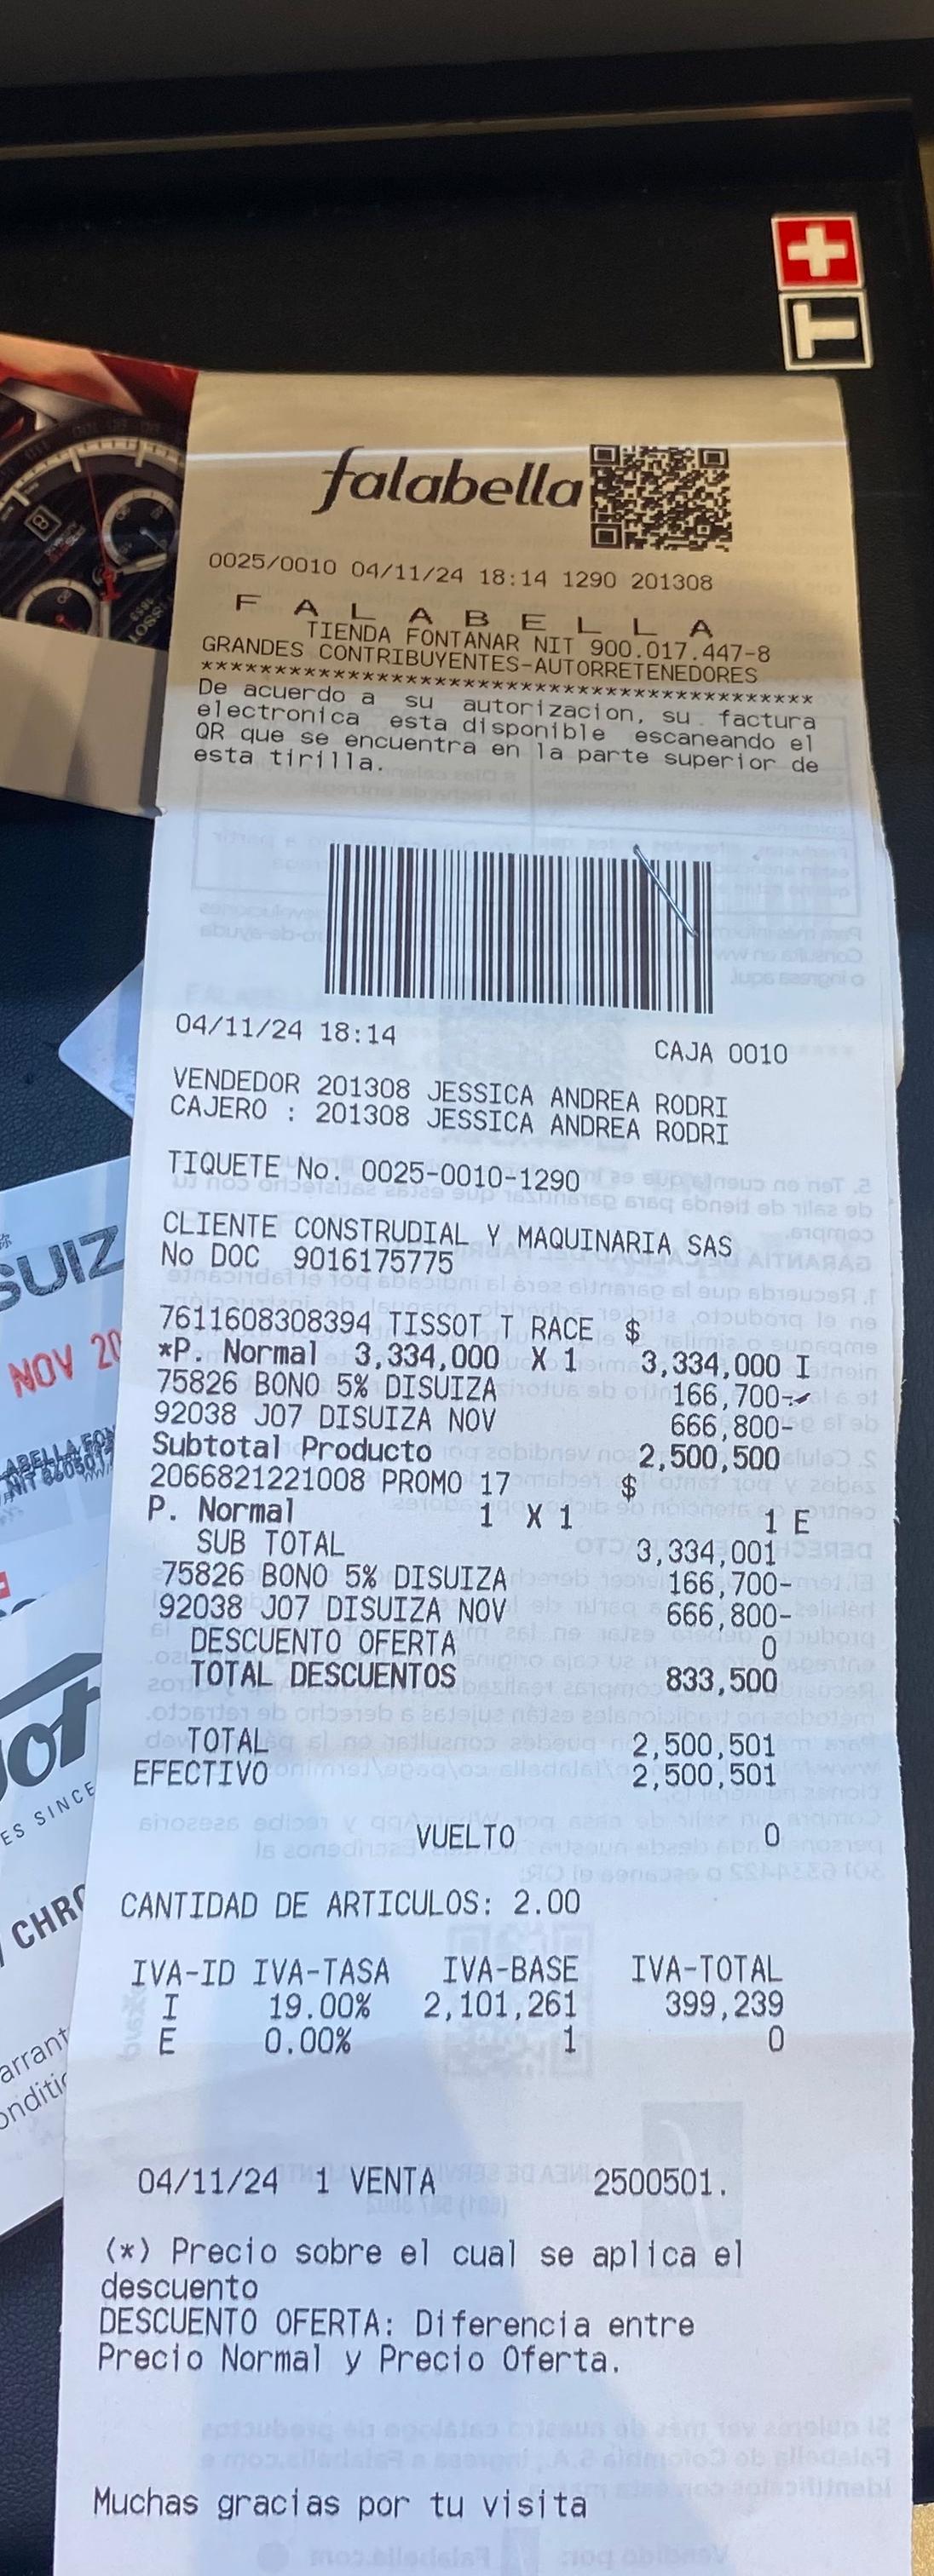 T
falabella
0025/0010 04/11/24 18:14 1290 201308
F A L A B E L L A
TIENDA FONTANAR NIT 900.017.447-8
GRANDES CONTRIBUYENTES-AUTORRETENEDORES
******************************************
De acuerdo a su autorizacion, su factura
electronica esta disponible escaneando el
QR que se encuentra en la parte superior de
esta tirilla.
04/11/24 18:14
CAJA 0010
VENDEDOR 201308 JESSICA ANDREA RODRI
CAJERO : 201308 JESSICA ANDREA RODRI
TIQUETE No. 0025-0010-1290
CLIENTE CONSTRUDIAL Y MAQUINARIA SAS
No DOC 9016175775
7611608308394 TISSOT T RACE $
*P. Normal 3,334,000 X 1 3,334,000 I
75826 BONO 5% DISUIZA 166,700-
92038 J07 DISUIZA NOV 666,800-
Subtotal Producto 2,500,500
2066821221008 PROMO 17 $
P. Normal 1 X 1 1 E
SUB TOTAL 3,334,001
75826 BONO 5% DISUIZA 166,700-
92038 J07 DISUIZA NOV 666,800-
DESCUENTO OFERTA 0
TOTAL DESCUENTOS 833,500
TOTAL 2,500,501
EFECTIVO 2,500,501
VUELTO 0
CANTIDAD DE ARTICULOS: 2.00
IVA-ID IVA-TASA IVA-BASE IVA-TOTAL
I 19.00% 2,101,261 399,239
E 0.00% 1 0
04/11/24 1 VENTA 2500501.
(*) Precio sobre el cual se aplica el
descuento
DESCUENTO OFERTA: Diferencia entre
Precio Normal y Precio Oferta.
Muchas gracias por tu visita
SUIZ
NOV 20
ES SINCE
CHRO